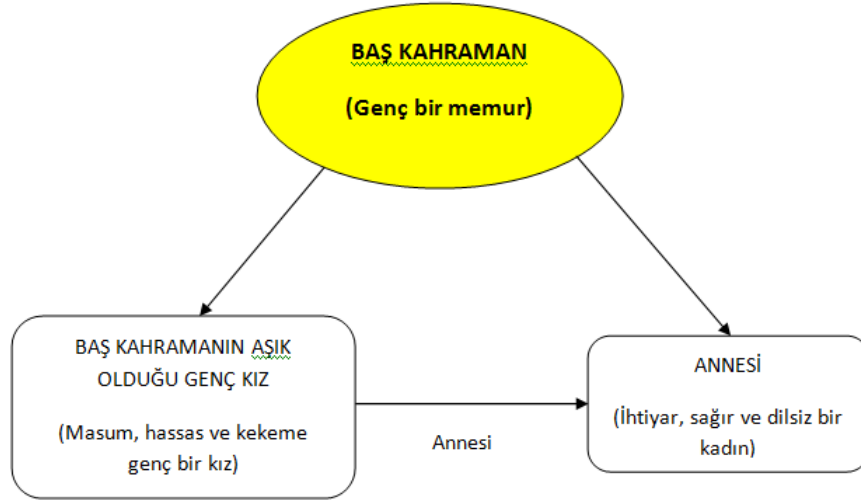 BAŞ KAHRAMAN
(Genç bir memur)
BAŞ KAHRAMANIN AŞIK
OLDUĞU GENÇ KIZ
(Masum, hassas ve kekeme
genç bir kız)
Annesi
ANNESİ
(İhtiyar, sağır ve dilsiz bir
kadın)